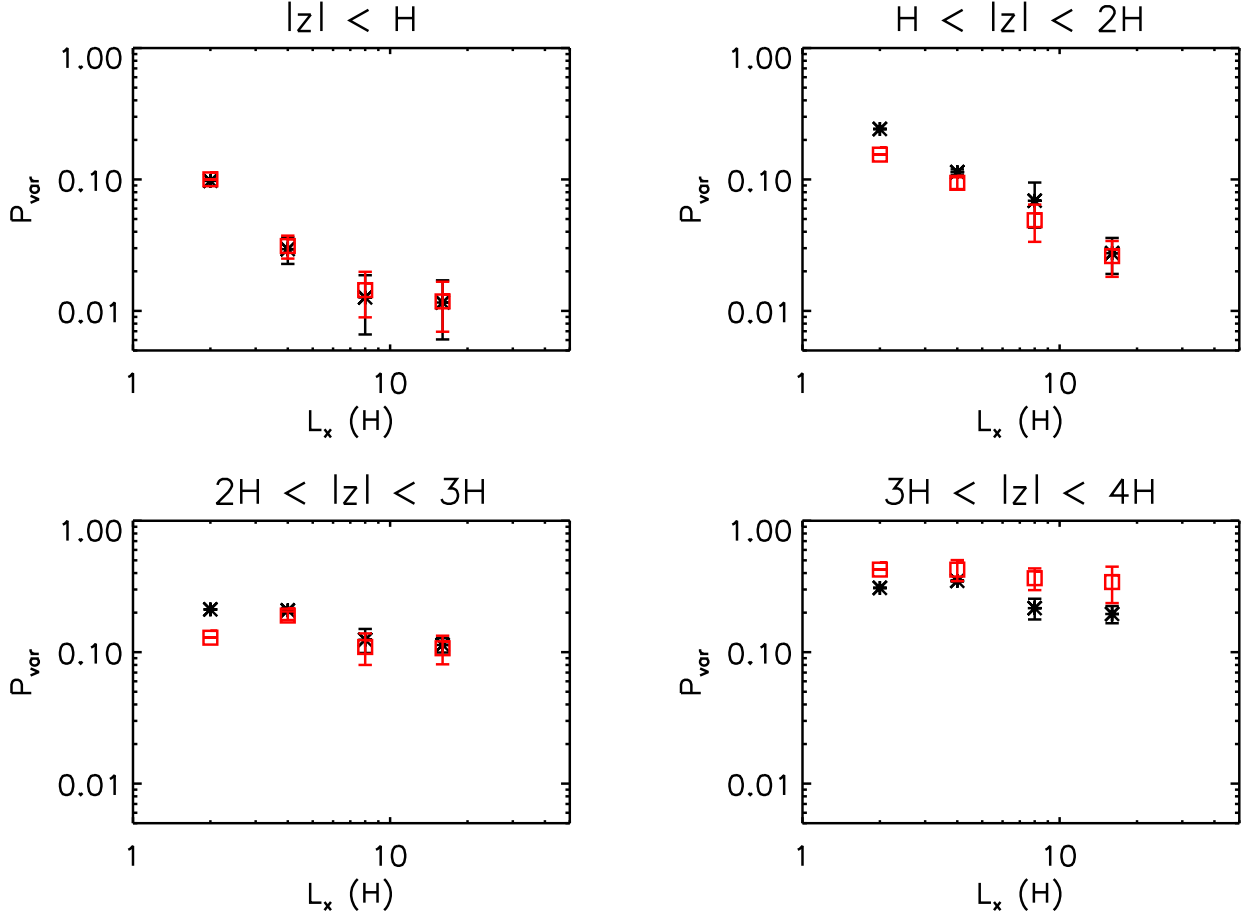 |z| < H
1.00
0.10
0.01
P_var
1 10
L_x (H)
H < |z| < 2H
1.00
0.10
0.01
P_var
1 10
L_x (H)
2H < |z| < 3H
1.00
0.10
0.01
P_var
1 10
L_x (H)
3H < |z| < 4H
1.00
0.10
0.01
P_var
1 10
L_x (H)